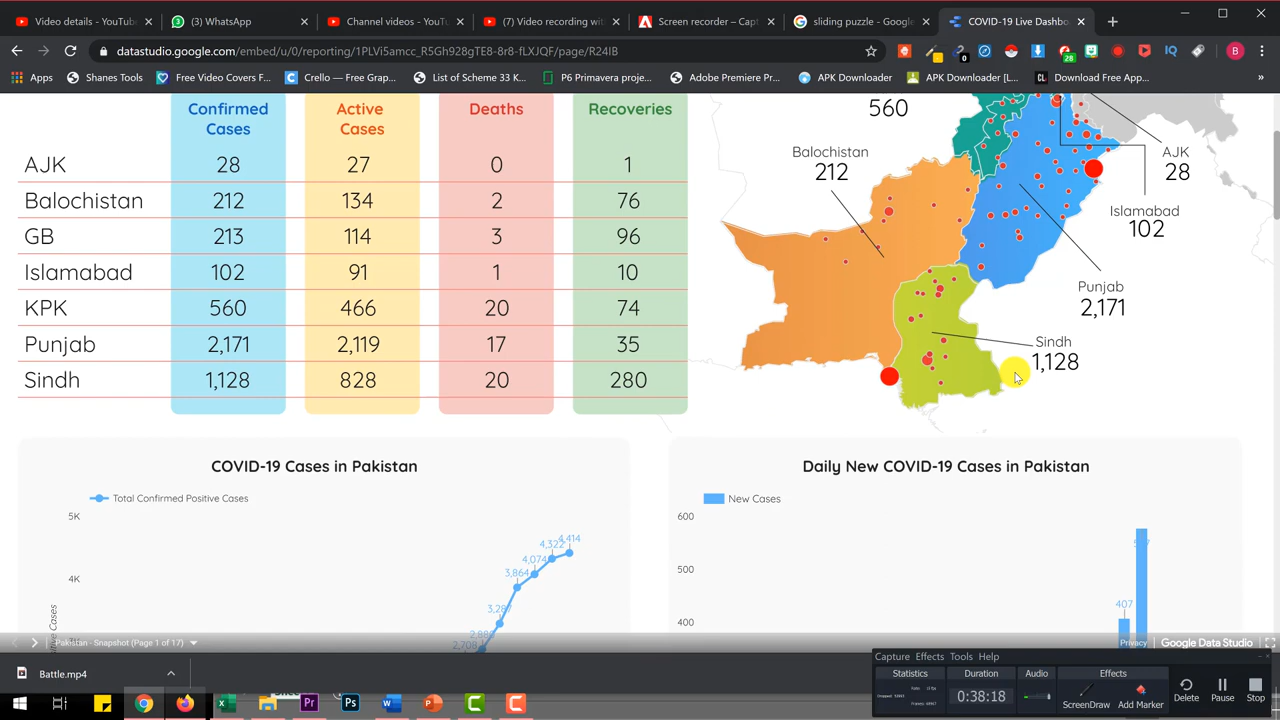 Video details - YouTu
(3) WhatsApp
Channel videos - YouTu
(7) Video recording wit
Screen recorder – Capt
sliding puzzle - Google
COVID-19 Live Dashbo
datastudio.google.com/embed/u/0/reporting/1PLVi5amcc_R5Gh928gTE8-8r8-fLXJQF/page/R24IB
Apps
Shanes Tools
Free Video Covers F...
Crello — Free Grap...
List of Scheme 33 K...
P6 Primavera proje...
Adobe Premiere Pr...
APK Downloader
APK Downloader [L...
Download Free App...
Confirmed Cases Active Cases Deaths Recoveries
AJK 28 27 0 1
Balochistan 212 134 2 76
GB 213 114 3 96
Islamabad 102 91 1 10
KPK 560 466 20 74
Punjab 2,171 2,119 17 35
Sindh 1,128 828 20 280
560
Balochistan
212
AJK
28
Islamabad
102
Punjab
2,171
Sindh
1,128
COVID-19 Cases in Pakistan
Total Confirmed Positive Cases
5K
4K
4,414
4,322
4,074
3,864
2,708
Daily New COVID-19 Cases in Pakistan
New Cases
600
500
400
407
Pakistan - Snapshot (Page 1 of 17)
Privacy
Google Data Studio
Battle.mp4
Capture Effects Tools Help
Statistics
Duration
Audio
Effects
0:38:18
ScreenDraw
Add Marker
Delete
Pause
Stop